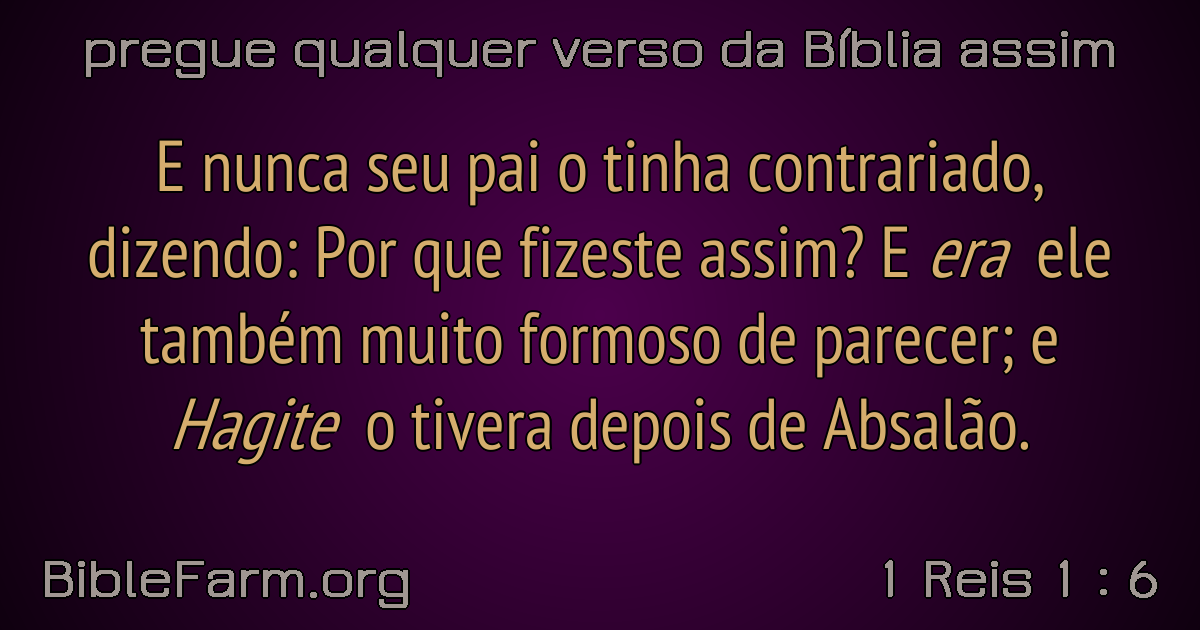 pregue qualquer verso da Bíblia assim
E nunca seu pai o tinha contrariado,
dizendo: Por que fizeste assim? E era ele
também muito formoso de parecer; e
Hagite o tivera depois de Absalão.
BibleFarm.org
1 Reis 1 : 6